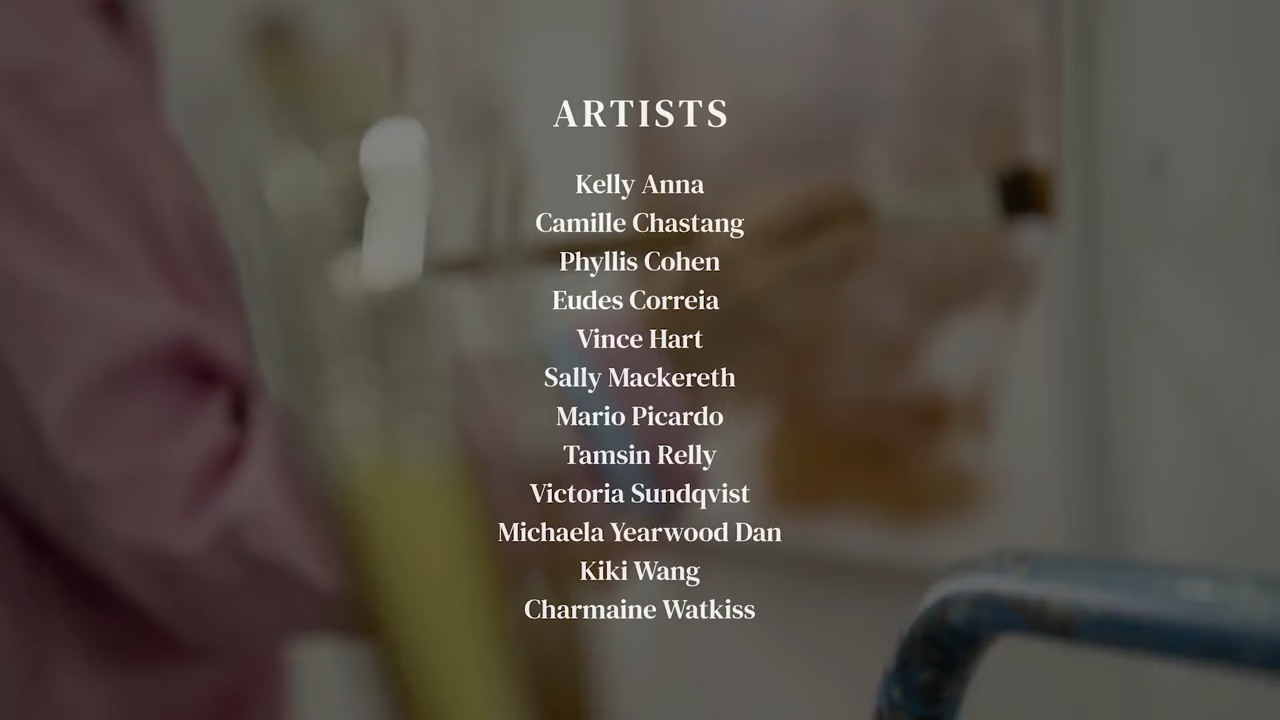 ARTISTS
Kelly Anna
Camille Chastang
Phyllis Cohen
Eudes Correia
Vince Hart
Sally Mackereth
Mario Picardo
Tamsin Relly
Victoria Sundqvist
Michaela Yearwood Dan
Kiki Wang
Charmaine Watkiss